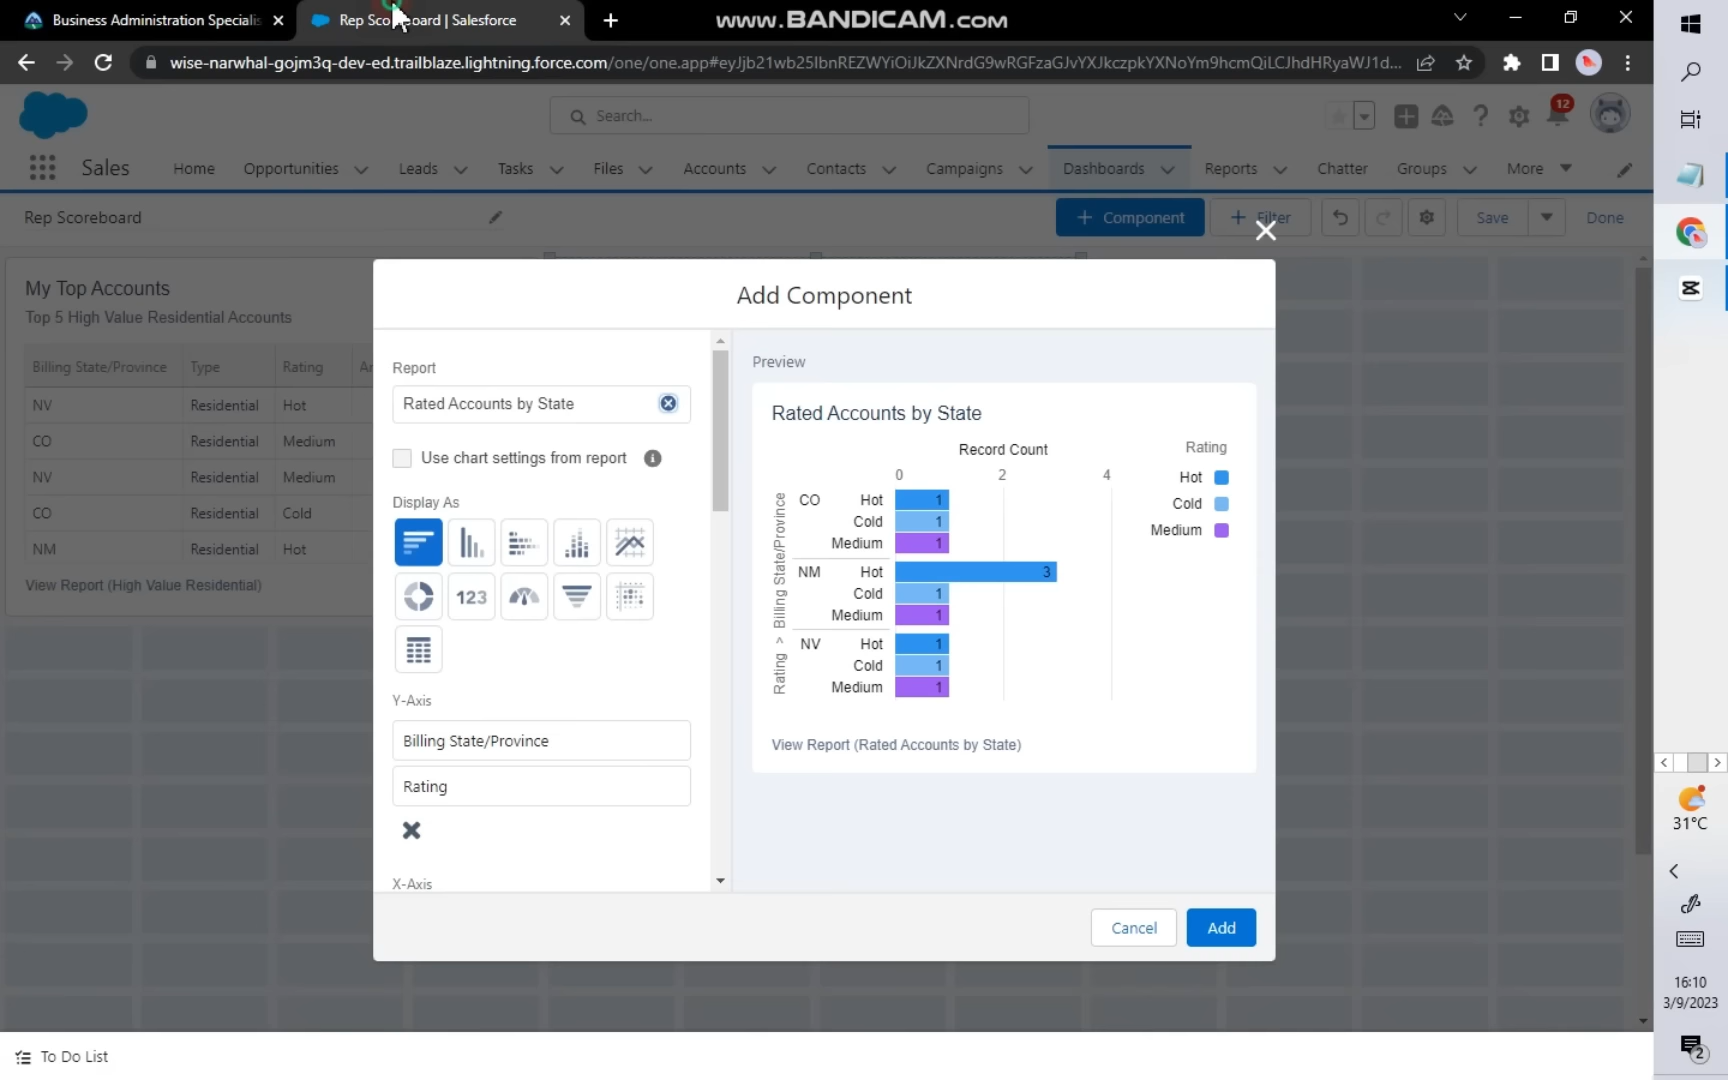 Business Administration Specialis
Rep Sco board | Salesforce
www.BANDICAM.com
wise-narwhal-gojm3q-dev-ed.trailblaze.lightning.force.com/one/one.app#eyJjb21wb25lbnREZWYiOiJkZXNrdG9wRGFzaGJvYXJkczpkYXNoYm9hcmQiLCJhdHRyaWJ1d...
Search...
12
Sales
Home
Opportunities
Leads
Tasks
Files
Accounts
Contacts
Campaigns
Dashboards
Reports
Chatter
Groups
More
Rep Scoreboard
+ Component
+ Filter
Save
Done
My Top Accounts
Top 5 High Value Residential Accounts
Billing State/Province Type Rating
NV Residential Hot
CO Residential Medium
NV Residential Medium
CO Residential Cold
NM Residential Hot
View Report (High Value Residential)
Add Component
Report
Rated Accounts by State
Use chart settings from report
Display As
123
Y-Axis
Billing State/Province
Rating
X-Axis
Preview
Rated Accounts by State
Record Count
0 2 4
Rating > Billing State/Province
CO Hot 1
Cold 1
Medium 1
NM Hot 3
Cold 1
Medium 1
NV Hot 1
Cold 1
Medium 1
Rating
Hot
Cold
Medium
View Report (Rated Accounts by State)
Cancel
Add
To Do List
31°C
16:10
3/9/2023
2